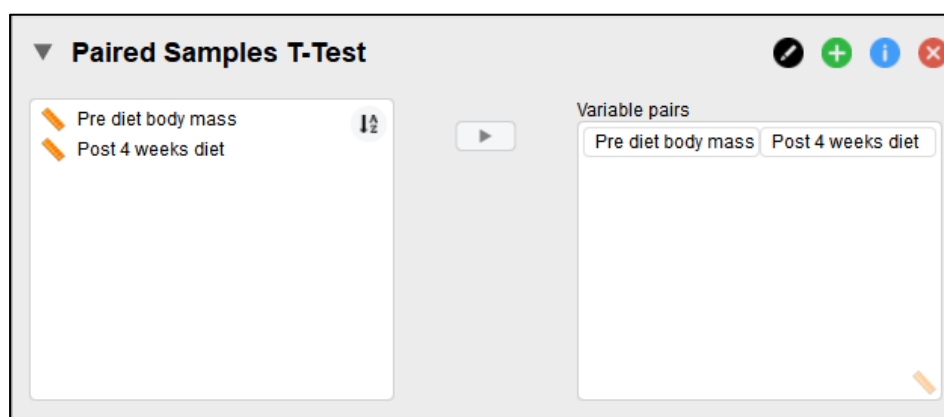 Paired Samples T-Test
Pre diet body mass
Post 4 weeks diet
Variable pairs
Pre diet body mass Post 4 weeks diet